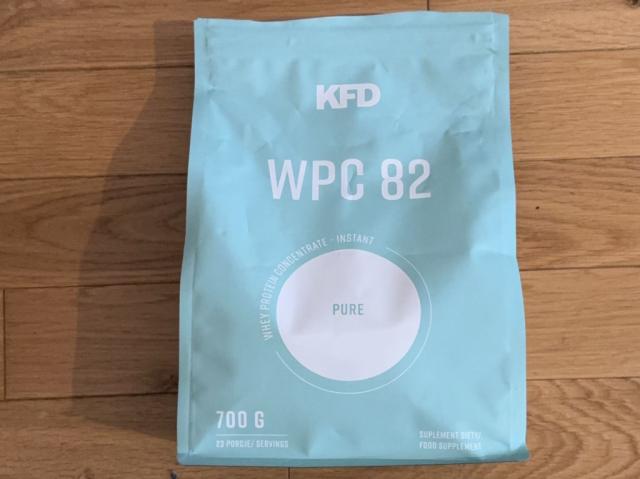 KFD
WPC 82
WHEY PROTEIN CONCENTRATE - INSTANT
PURE
700 G
23 PORCJE/ SERVINGS
SUPLEMENT DIETY/
FOOD SUPPLEMENT